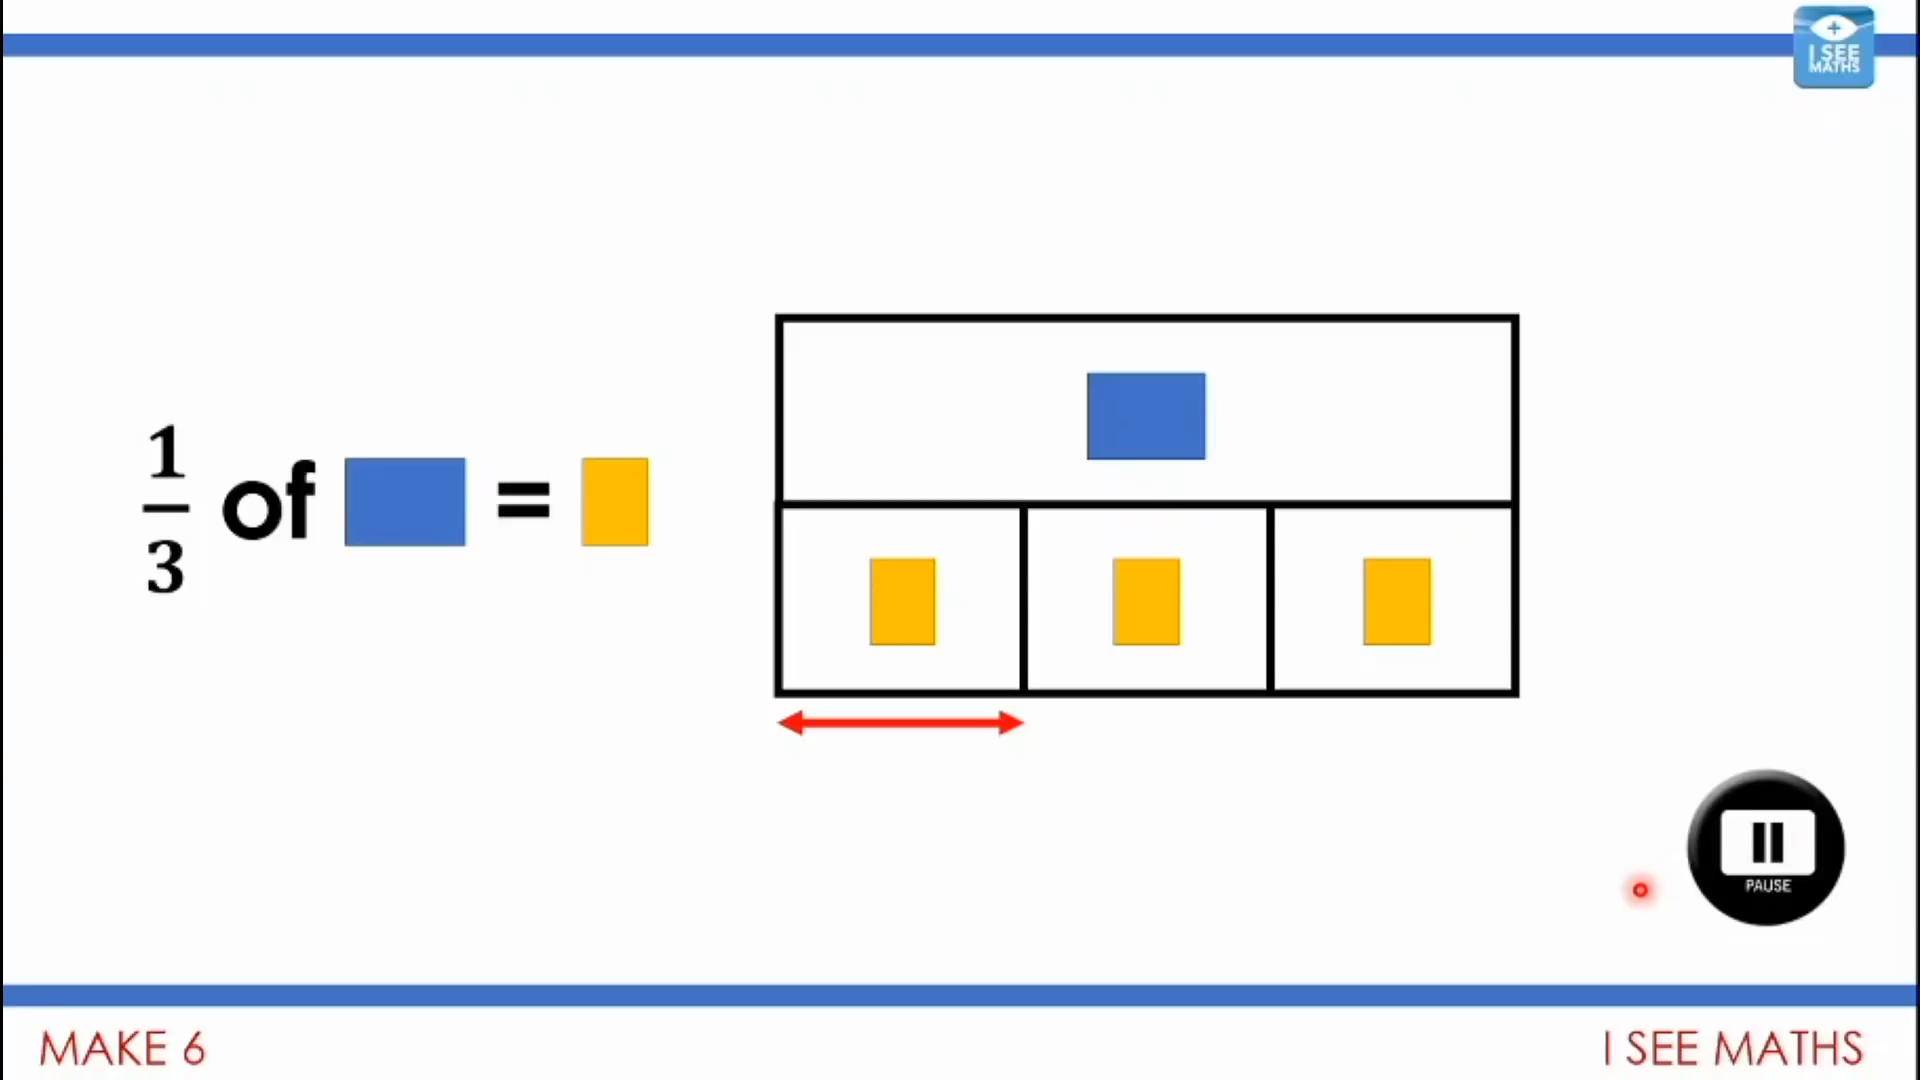 I SEE
MATHS
1
3
of =
PAUSE
MAKE 6
I SEE MATHS